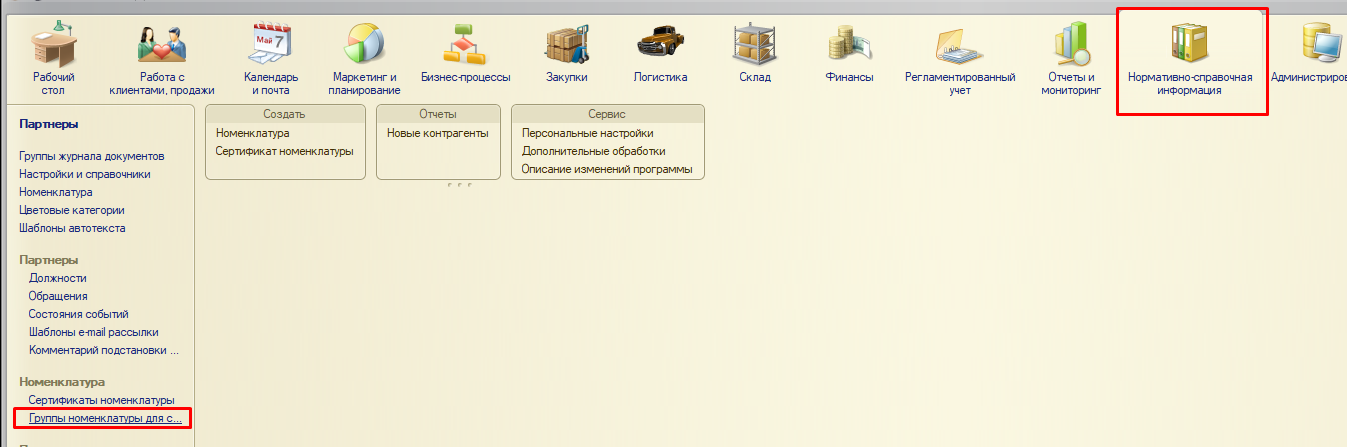 Рабочий
стол
Работа с
клиентами, продажи
Календарь
и почта
Маркетинг и
планирование
Бизнес-процессы
Закупки
Логистика
Склад
Финансы
Регламентированный
учет
Отчеты и
мониторинг
Нормативно-справочная
информация
Администриров
Май
7
Партнеры
Группы журнала документов
Настройки и справочники
Номенклатура
Цветовые категории
Шаблоны автотекста
Партнеры
Должности
Обращения
Состояния событий
Шаблоны e-mail рассылки
Комментарий подстановки ...
Номенклатура
Сертификаты номенклатуры
Группы номенклатуры для с...
Создать
Номенклатура
Сертификат номенклатуры
Отчеты
Новые контрагенты
Сервис
Персональные настройки
Дополнительные обработки
Описание изменений программы